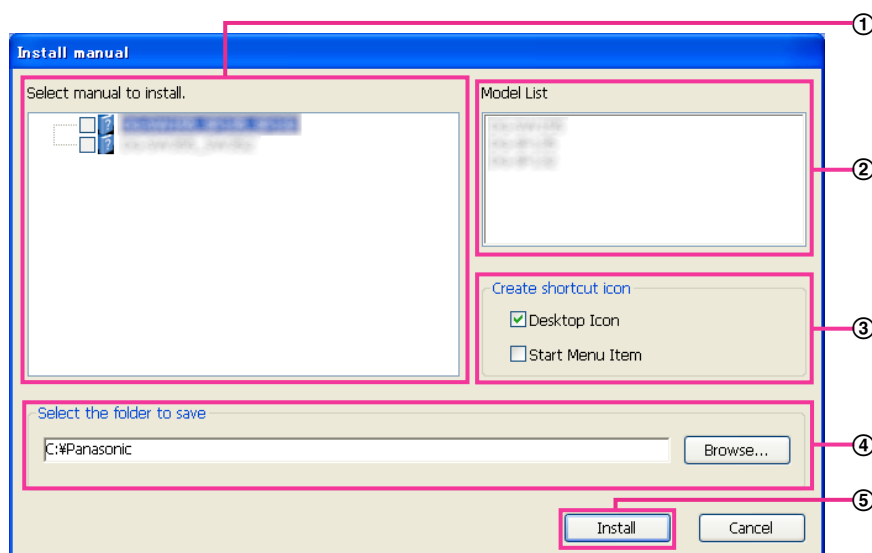 ①
Install manual
Select manual to install.
Model List
②
Create shortcut icon
Desktop Icon
③
Start Menu Item
Select the folder to save
C:¥Panasonic
Browse...
④
⑤
Install
Cancel